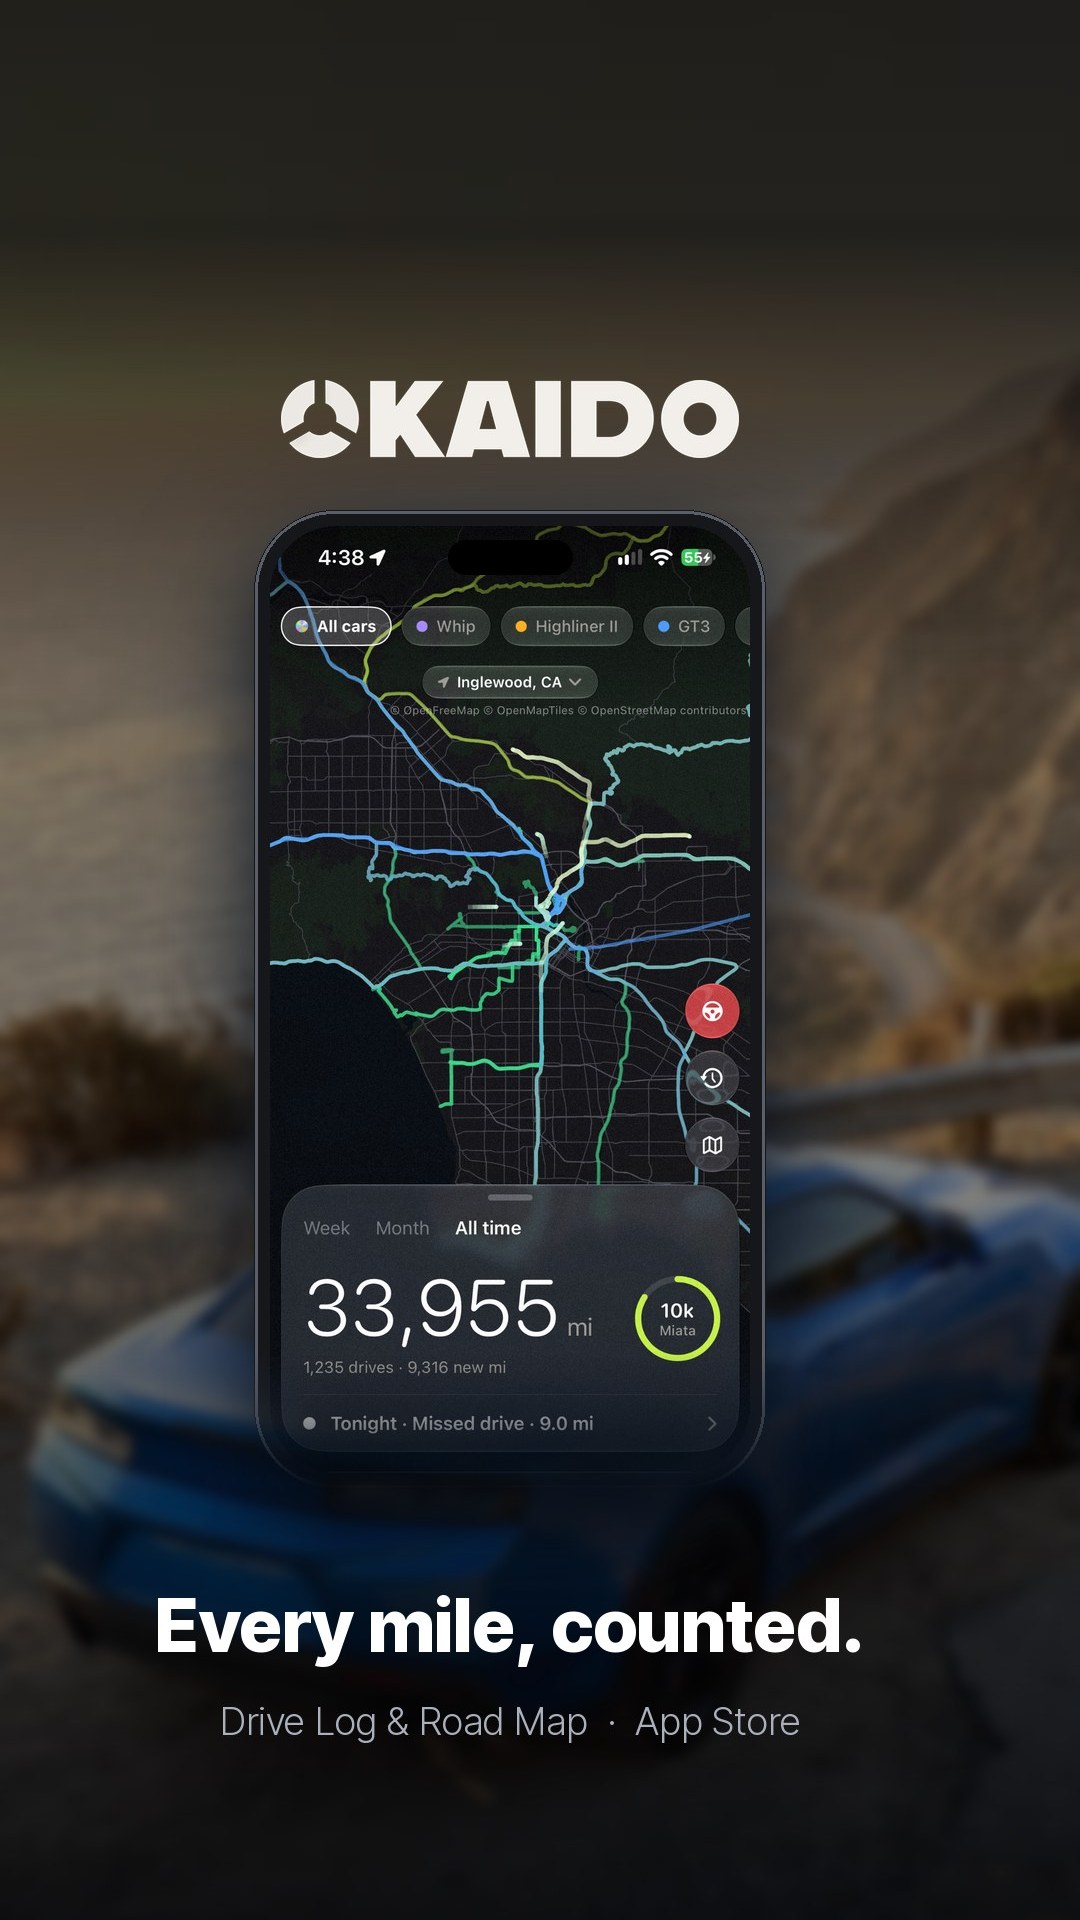 KAIDO
4:38
55
All cars
Whip
Highliner II
GT3
Inglewood, CA
© OpenFreeMap © OpenMapTiles © OpenStreetMap contributors
Week
Month
All time
33,955 mi
10k
Miata
1,235 drives · 9,316 new mi
Tonight · Missed drive · 9.0 mi
Every mile, counted.
Drive Log & Road Map · App Store